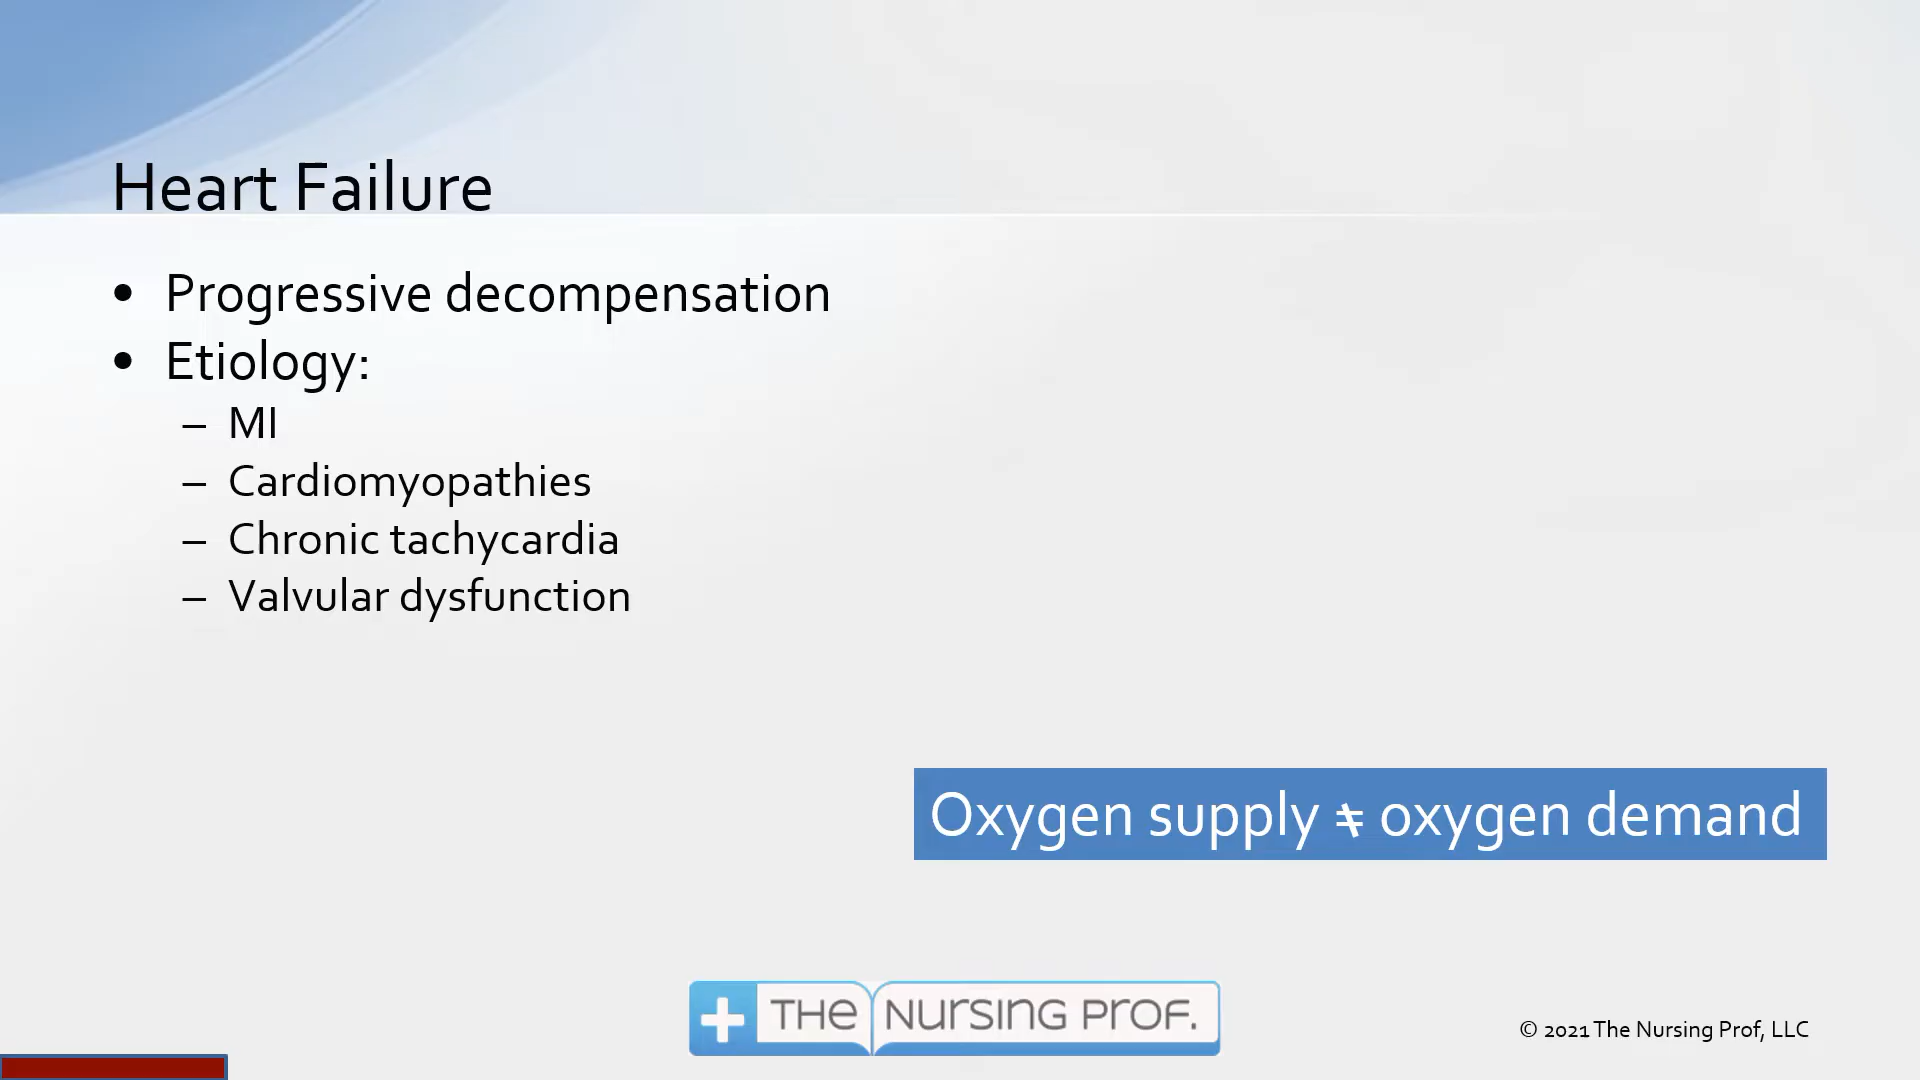 Heart Failure
• Progressive decompensation
• Etiology:
– MI
– Cardiomyopathies
– Chronic tachycardia
– Valvular dysfunction
Oxygen supply ≠ oxygen demand
THE NURSING PROF.
© 2021 The Nursing Prof, LLC